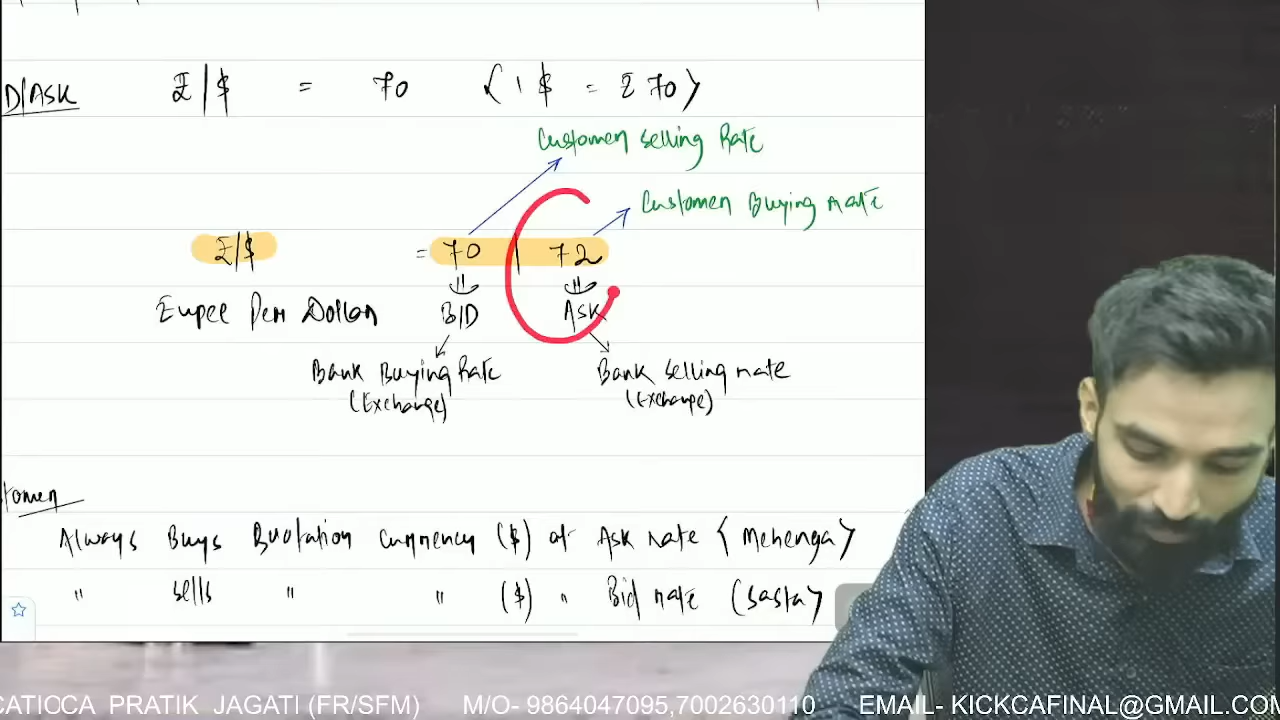 D/ASK ₹|$ = 70 {1 $ = ₹ 70}
Customer Selling Rate
Customer Buying rate
₹|$ = 70 | 72
Rupee Per Dollar BID ASK
Bank Buying Rate Bank Selling rate
(Exchange) (Exchange)
tomer
Always Buys Quotation Currency ($) at Ask rate {Mehenga}
" Sells " " ($) " Bid rate (Sasta}
CATIOCA PRATIK JAGATI (FR/SFM) M/O- 9864047095,7002630110 EMAIL- KICKCAFINAL@GMAIL.COM